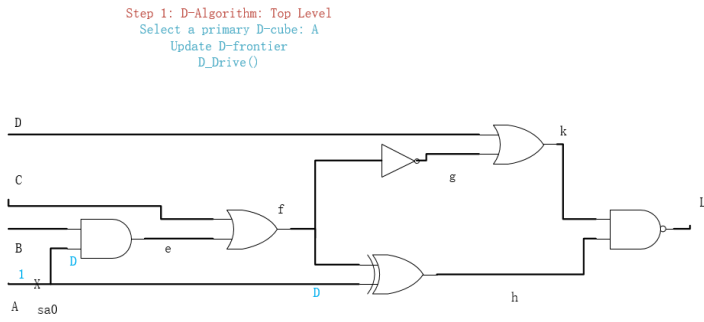 Step 1: D-Algorithm: Top Level
Select a primary D-cube: A
Update D-frontier
D_Drive()
D
k
g
C
f
L
B
e
D
1
X
D
h
A
sa0